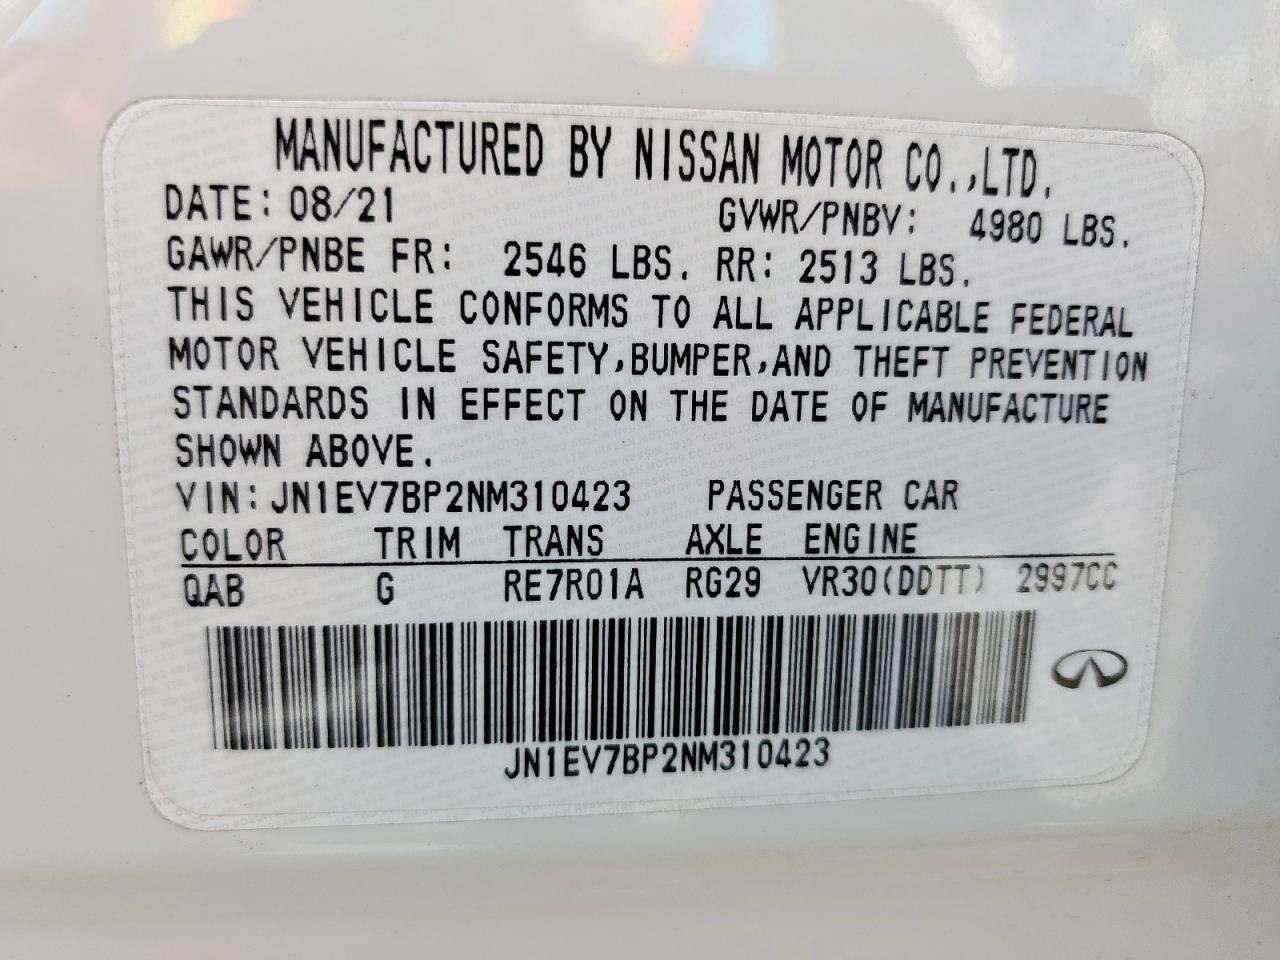 MANUFACTURED BY NISSAN MOTOR CO.,LTD.
DATE: 08/21 GVWR/PNBV: 4980 LBS.
GAWR/PNBE FR: 2546 LBS. RR: 2513 LBS.
THIS VEHICLE CONFORMS TO ALL APPLICABLE FEDERAL
MOTOR VEHICLE SAFETY,BUMPER,AND THEFT PREVENTION
STANDARDS IN EFFECT ON THE DATE OF MANUFACTURE
SHOWN ABOVE.
VIN:JN1EV7BP2NM310423 PASSENGER CAR
COLOR TRIM TRANS AXLE ENGINE
QAB G RE7R01A RG29 VR30(DDTT) 2997CC
JN1EV7BP2NM310423